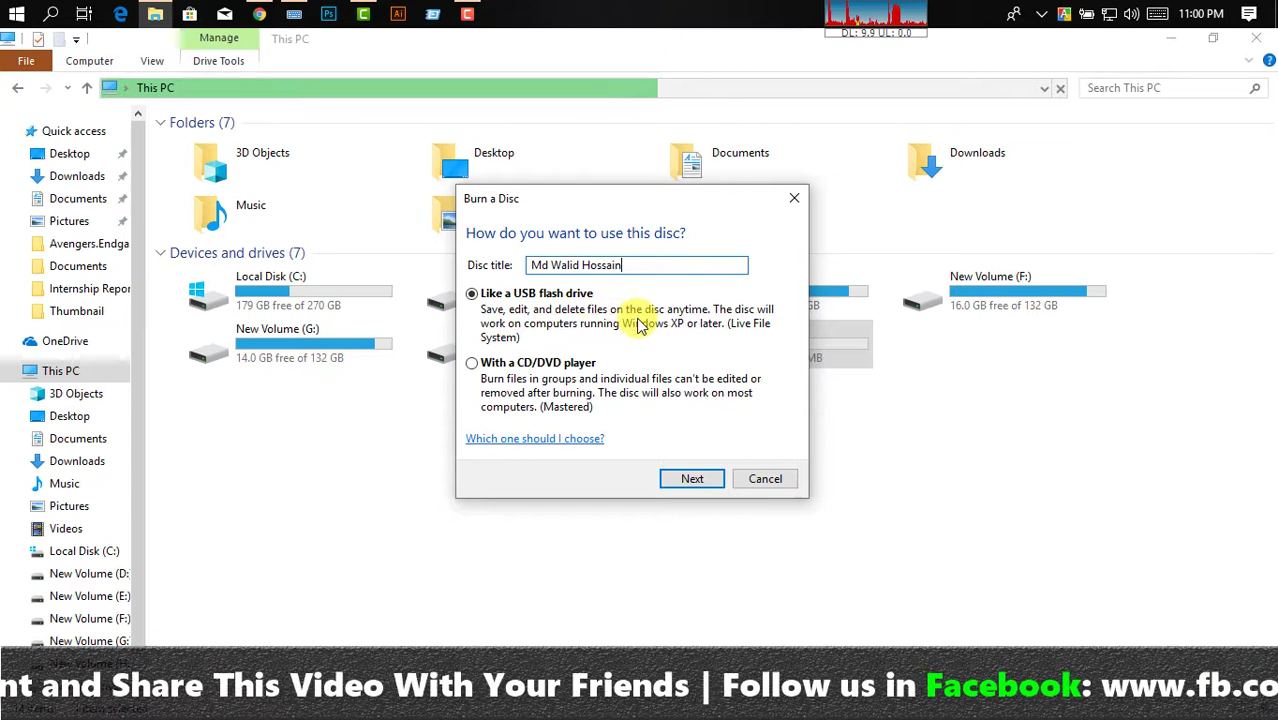 11:00 PM
DL: 9.9 UL: 0.0
Manage
This PC
File
Computer
View
Drive Tools
This PC
Search This PC
Quick access
Desktop
Downloads
Documents
Pictures
Avengers.Endga
Documents
Internship Repor
Thumbnail
OneDrive
This PC
3D Objects
Desktop
Documents
Downloads
Music
Pictures
Videos
Local Disk (C:)
New Volume (D:
New Volume (E:)
New Volume (F:)
New Volume (G:
Folders (7)
3D Objects
Desktop
Documents
Downloads
Music
Devices and drives (7)
Local Disk (C:)
179 GB free of 270 GB
New Volume (F:)
16.0 GB free of 132 GB
New Volume (G:)
14.0 GB free of 132 GB
MB
Burn a Disc
How do you want to use this disc?
Disc title: Md Walid Hossain
Like a USB flash drive
Save, edit, and delete files on the disc anytime. The disc will
work on computers running Windows XP or later. (Live File
System)
With a CD/DVD player
Burn files in groups and individual files can't be edited or
removed after burning. The disc will also work on most
computers. (Mastered)
Which one should I choose?
Next
Cancel
nt and Share This Video With Your Friends | Follow us in Facebook: www.fb.co